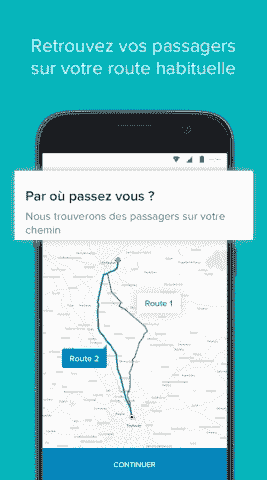 Retrouvez vos passagers
sur votre route habituelle
Par où passez vous ?
Nous trouverons des passagers sur votre
chemin
Route 1
Route 2
Toulouse
CONTINUER